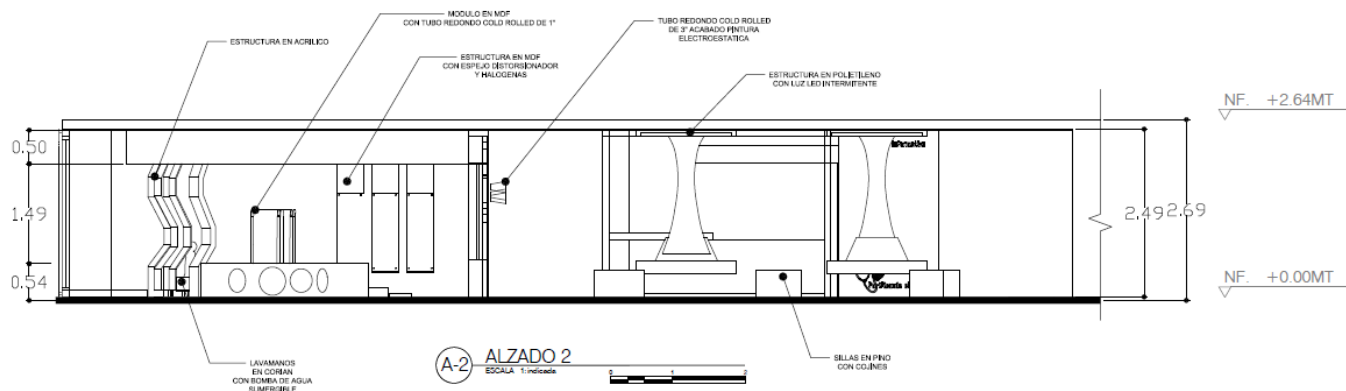 MODULO EN MDF
CON TUBO REDONDO COLD ROLLED DE 1"
TUBO REDONDO COLD ROLLED
DE 3" ACABADO PINTURA
ELECTROESTATICA
ESTRUCTURA EN ACRILICO
ESTRUCTURA EN MDF
CON ESPEJO DISTORSIONADOR
Y HALOGENAS
ESTRUCTURA EN POLIETILENO
CON LUZ LED INTERMITENTE
NF. +2.64MT
0.50
1.49
0.54
2.49
2.69
NF. +0.00MT
LAVAMANOS
EN CORIAN
CON BOMBA DE AGUA
SUMERGIBLE
A-2
ALZADO 2
ESCALA 1:indicada
0 1 2
SILLAS EN PINO
CON COJINES